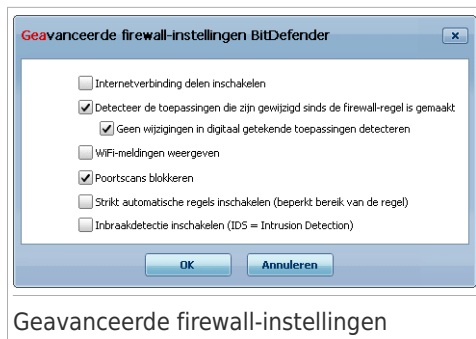 Geavanceerde firewall-instellingen BitDefender
Internetverbinding delen inschakelen
Detecteer de toepassingen die zijn gewijzigd sinds de firewall-regel is gemaakt
Geen wijzigingen in digitaal getekende toepassingen detecteren
WiFi-meldingen weergeven
Poortscans blokkeren
Strikt automatische regels inschakelen (beperkt bereik van de regel)
Inbraakdetectie inschakelen (IDS = Intrusion Detection)
OK Annuleren
Geavanceerde firewall-instellingen